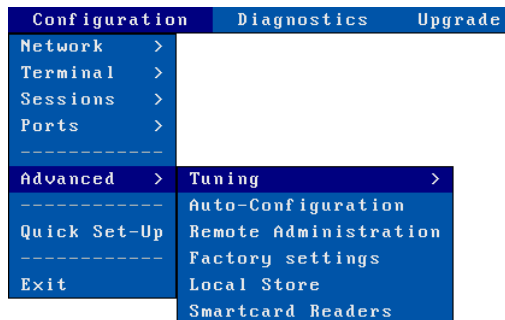 Configuration Diagnostics Upgrade
Network >
Terminal >
Sessions >
Ports >
------------
Advanced > Tuning >
------------ Auto-Configuration
Quick Set-Up Remote Administration
------------ Factory settings
Exit Local Store
Smartcard Readers